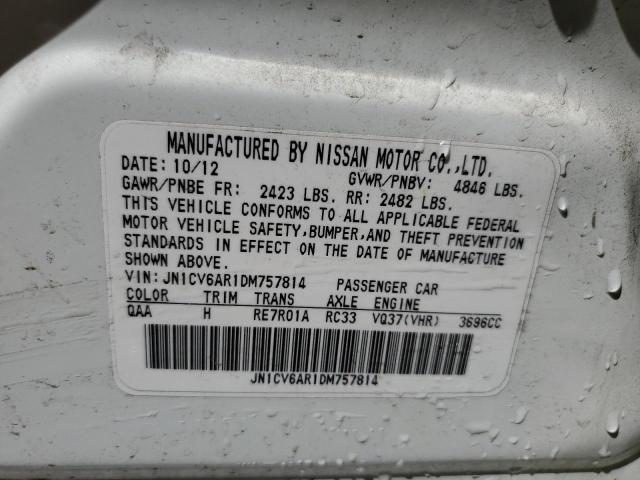 MANUFACTURED BY NISSAN MOTOR CO.,LTD.
DATE: 10/12 GVWR/PNBV: 4846 LBS.
GAWR/PNBE FR: 2423 LBS. RR: 2482 LBS.
THIS VEHICLE CONFORMS TO ALL APPLICABLE FEDERAL
MOTOR VEHICLE SAFETY, BUMPER,AND THEFT PREVENTION
STANDARDS IN EFFECT ON THE DATE OF MANUFACTURE
SHOWN ABOVE.
VIN: JN1CV6AR1DM757814 PASSENGER CAR
COLOR TRIM TRANS AXLE ENGINE
QAA H RE7R01A RC33 VQ37(VHR) 3696CC
JN1CV6AR1DM757814